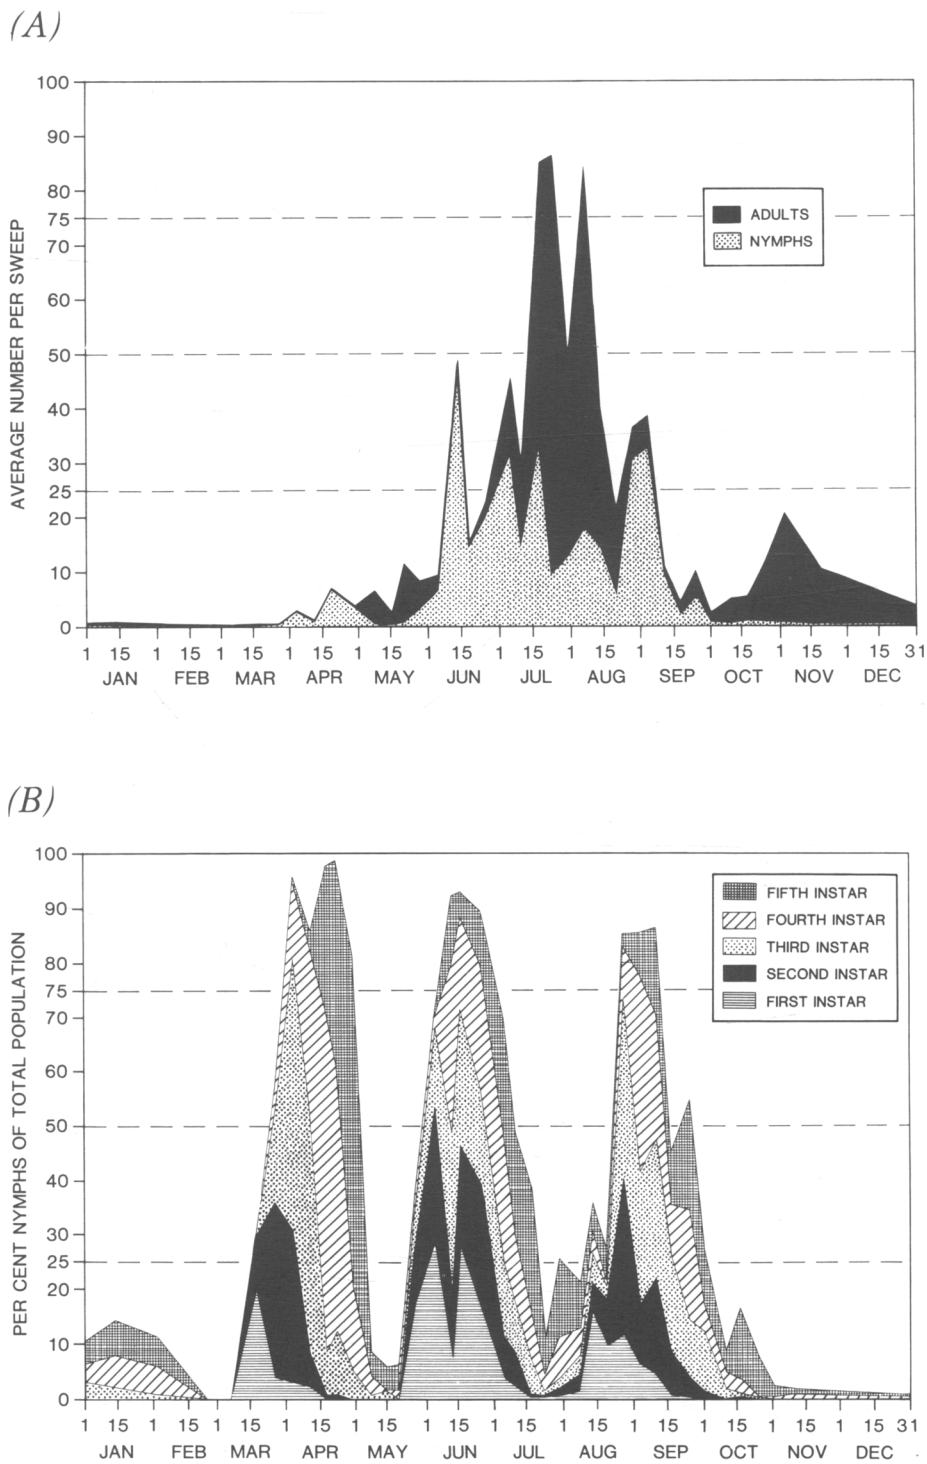 (A)
100
90
80
75
70
60
50
40
30
25
20
10
0
AVERAGE NUMBER PER SWEEP
ADULTS
NYMPHS
1 15 1 15 1 15 1 15 1 15 1 15 1 15 1 15 1 15 1 15 1 15 1 15 31
JAN FEB MAR APR MAY JUN JUL AUG SEP OCT NOV DEC
(B)
100
90
80
75
70
60
50
40
30
25
20
10
0
PER CENT NYMPHS OF TOTAL POPULATION
FIFTH INSTAR
FOURTH INSTAR
THIRD INSTAR
SECOND INSTAR
FIRST INSTAR
1 15 1 15 1 15 1 15 1 15 1 15 1 15 1 15 1 15 1 15 1 15 1 15 31
JAN FEB MAR APR MAY JUN JUL AUG SEP OCT NOV DEC